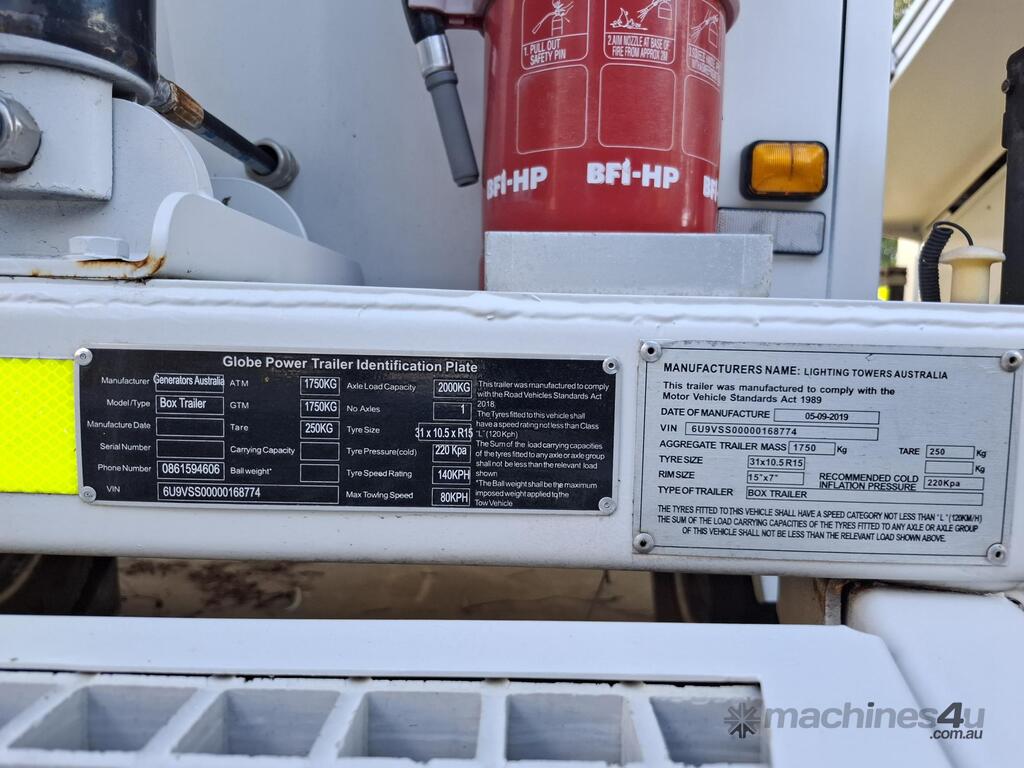 1. PULL OUT
SAFETY PIN
2. AIM NOZZLE AT BASE OF
FIRE FROM APPROX 2M
BFI-HP
BFI-HP
Globe Power Trailer Identification Plate
Manufacturer Generators Australia
Model/Type Box Trailer
Manufacture Date
Serial Number
Phone Number 0861594606
VIN 6U9VSS00000168774
ATM 1750KG
GTM 1750KG
Tare 250KG
Carrying Capacity
Ball weight*
Axle Load Capacity 2000KG
No Axles 1
Tyre Size 31 x 10.5 x R15
Tyre Pressure(cold) 220 Kpa
Tyre Speed Rating 140KPH
Max Towing Speed 80KPH
This trailer was manufactured to comply
with the Road Vehicles Standards Act
2018.
The Tyres fitted to this vehicle shall
have a speed rating not less than Class
"L" (120 Kph)
The Sum of the load carrying capacities
of the tyres fitted to any axle or axle group
shall not be less than the relevant load
shown
*The Ball weight shall be the maximum
imposed weight applied to the
Tow Vehicle
MANUFACTURERS NAME: LIGHTING TOWERS AUSTRALIA
This trailer was manufactured to comply with the
Motor Vehicle Standards Act 1989
DATE OF MANUFACTURE 05-09-2019
VIN 6U9VSS00000168774
AGGREGATE TRAILER MASS 1750 Kg TARE 250 Kg
Kg
TYRE SIZE 31x10.5 R15
RIM SIZE 15"x7" RECOMMENDED COLD
INFLATION PRESSURE 220Kpa
TYPE OF TRAILER BOX TRAILER
THE TYRES FITTED TO THIS VEHICLE SHALL HAVE A SPEED CATEGORY NOT LESS THAN "L" (120KM/H)
THE SUM OF THE LOAD CARRYING CAPACITIES OF THE TYRES FITTED TO ANY AXLE OR AXLE GROUP
OF THIS VEHICLE SHALL NOT BE LESS THAN THE RELEVANT LOAD SHOWN ABOVE.
machines4u
.com.au